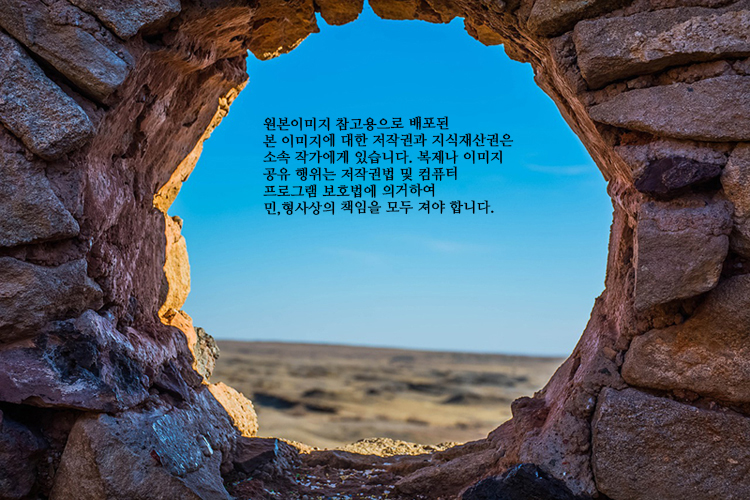 원본이미지 참고용으로 배포된
본 이미지에 대한 저작권과 지식재산권은
소속 작가에게 있습니다. 복제나 이미지
공유 행위는 저작권법 및 컴퓨터
프로그램 보호법에 의거하여
민,형사상의 책임을 모두 져야 합니다.